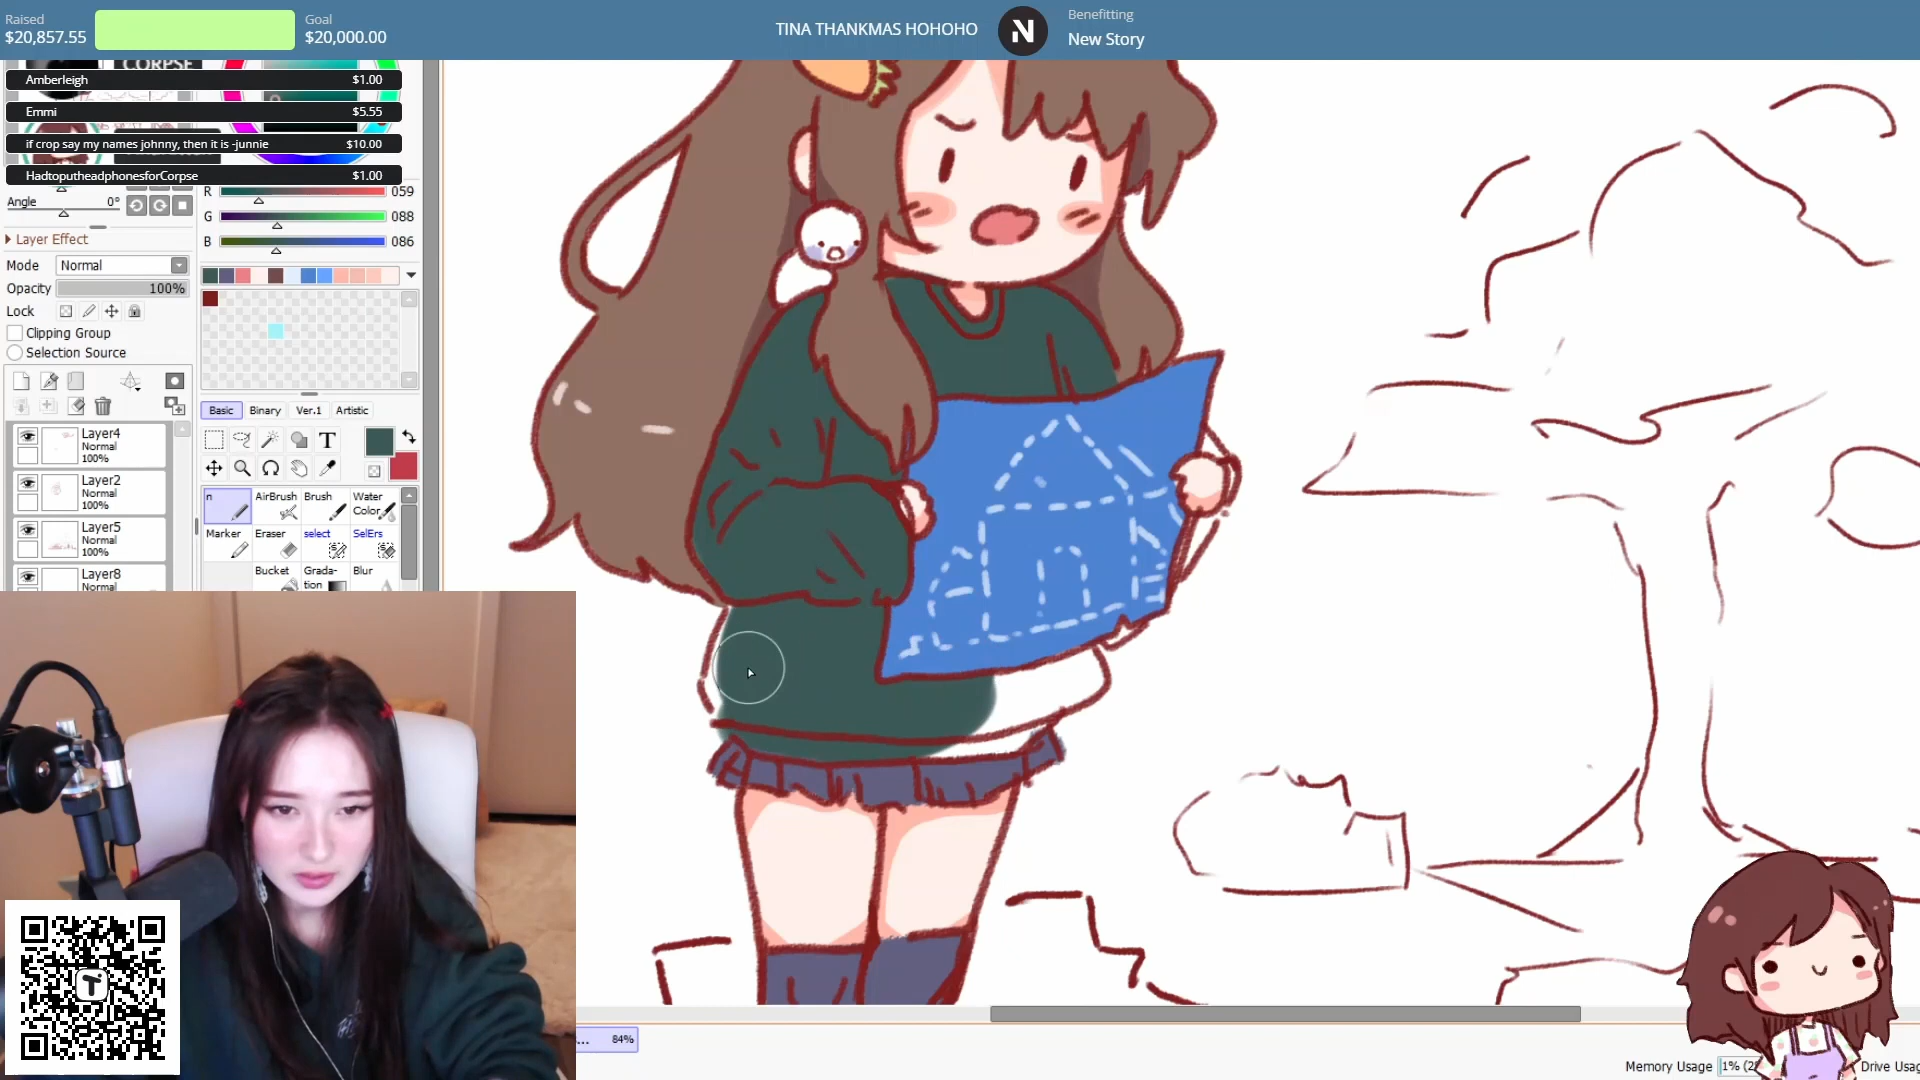 Raised
$20,857.55
Goal
$20,000.00
TINA THANKMAS HOHOHO
N
Benefitting
New Story
CORPSE
Amberleigh $1.00
Emmi $5.55
if crop say my names johnny, then it is -junnie $10.00
HadtoputheadphonesforCorpse $1.00
Angle 0°
R 059
G 088
B 086
Layer Effect
Mode Normal
Opacity 100%
Lock
Clipping Group
Selection Source
Basic Binary Ver.1 Artistic
T
Layer4
Normal
100%
Layer2
Normal
100%
Layer5
Normal
100%
Layer8
Normal
n AirBrush Brush Water Color
Marker Eraser select SelErs
Bucket Grada-tion Blur
T
... 84%
Memory Usage 1%